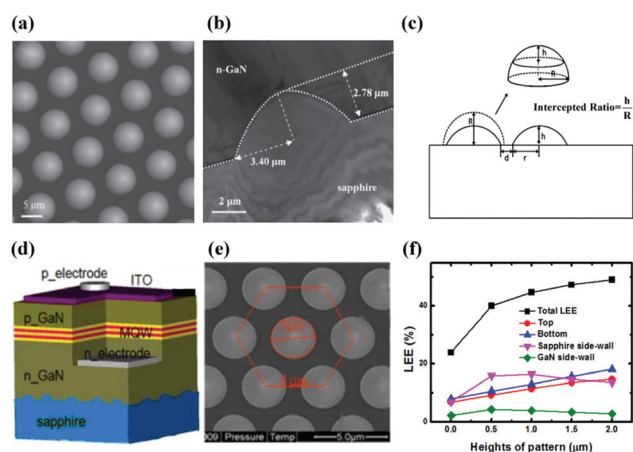 (a)
5 μm
(b)
n-GaN
2.78 μm
3.40 μm
2 μm
sapphire
(c)
h
R
Intercepted Ratio=h/R
R
h
d
r
(d)
p_electrode
ITO
p_GaN
MQW
n_electrode
n_GaN
sapphire
(e)
3μm
009 Pressure Temp 5.0μm
(f)
LEE (%)
40
20
0
Total LEE
Top
Bottom
Sapphire side-wall
GaN side-wall
0.0 0.5 1.0 1.5 2.0
Heights of pattern (μm)